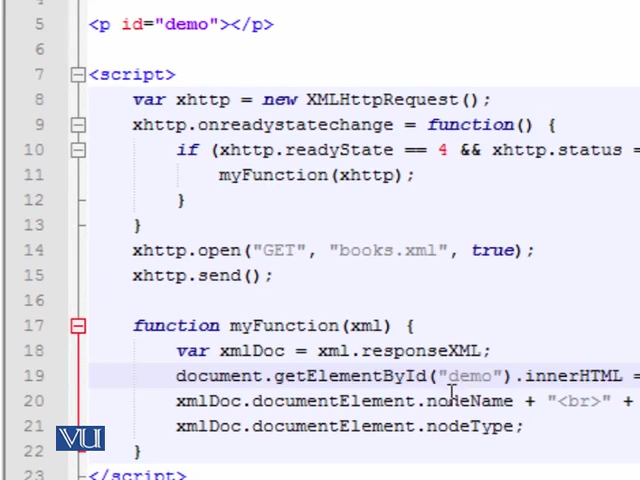 5 <p id="demo"></p>
6
7 <script>
8 var xhttp = new XMLHttpRequest();
9 xhttp.onreadystatechange = function() {
10 if (xhttp.readyState == 4 && xhttp.status =
11 myFunction(xhttp);
12 }
13 }
14 xhttp.open("GET", "books.xml", true);
15 xhttp.send();
16
17 function myFunction(xml) {
18 var xmlDoc = xml.responseXML;
19 document.getElementById("demo").innerHTML =
20 xmlDoc.documentElement.nodeName + "<br>" +
21 xmlDoc.documentElement.nodeType;
22 }
23 </script>
VU